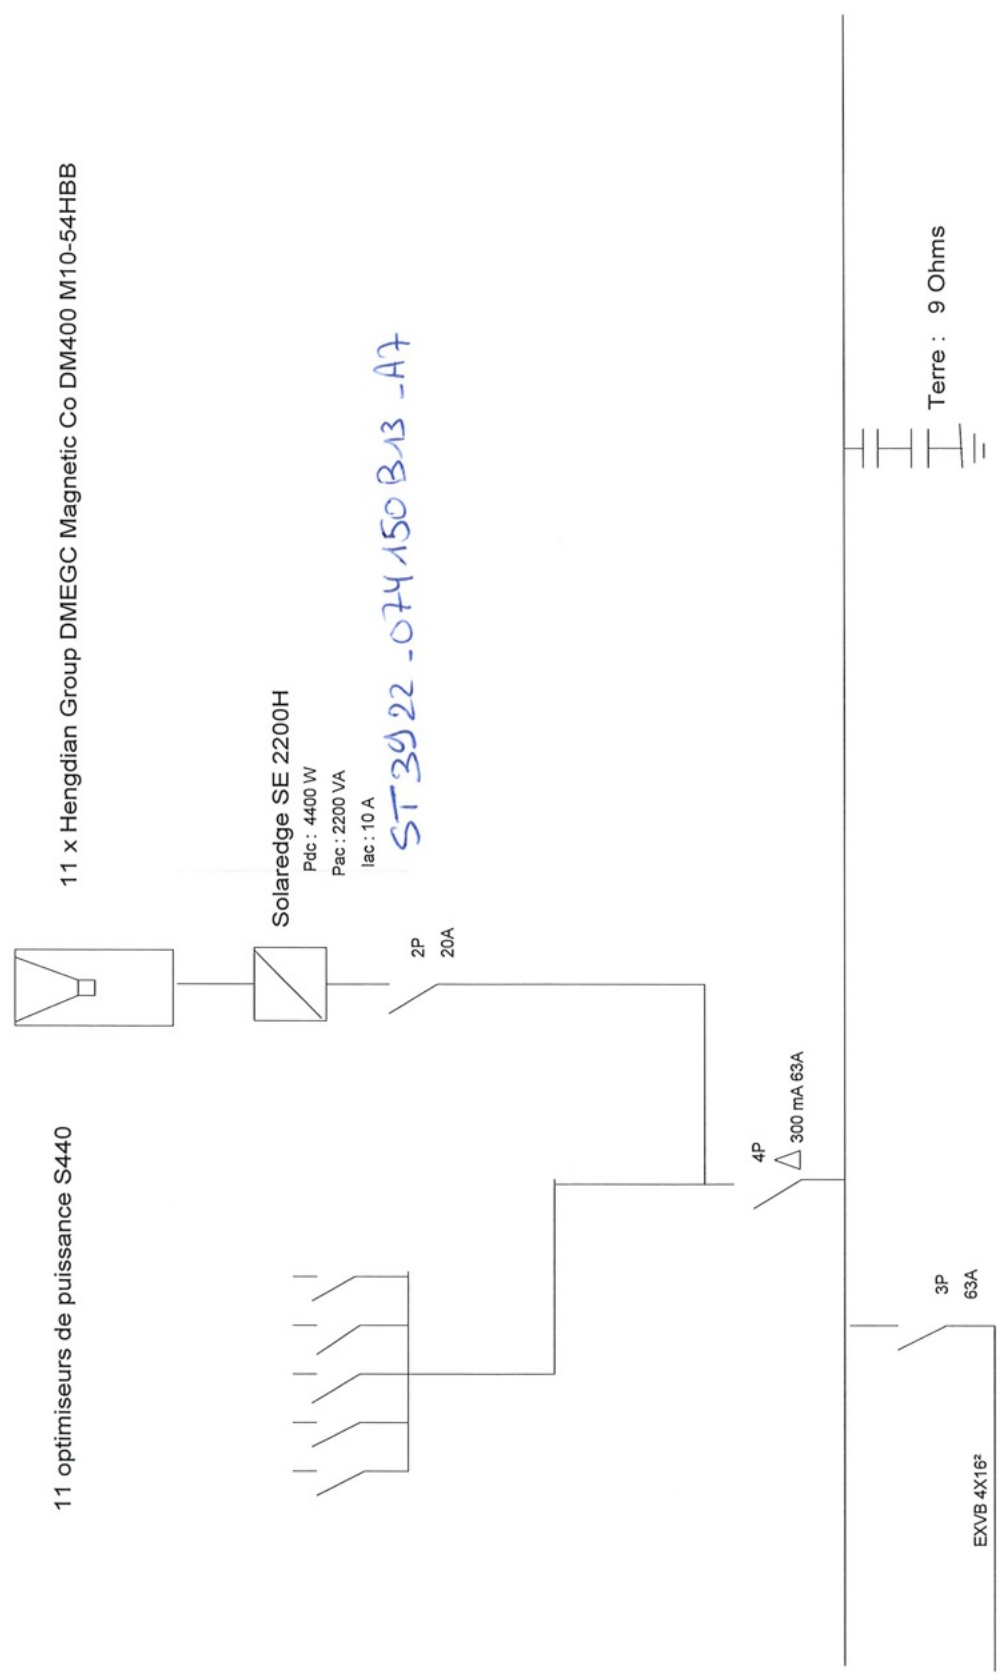 11 optimiseurs de puissance S440
11 x Hengdian Group DMEGC Magnetic Co DM400 M10-54HBB
Solaredge SE 2200H
Pdc : 4400 W
Pac : 2200 VA
Iac : 10 A
ST3922-074150B13-A7
2P
20A
4P
300 mA 63A
3P
63A
EXVB 4X16²
Terre : 9 Ohms